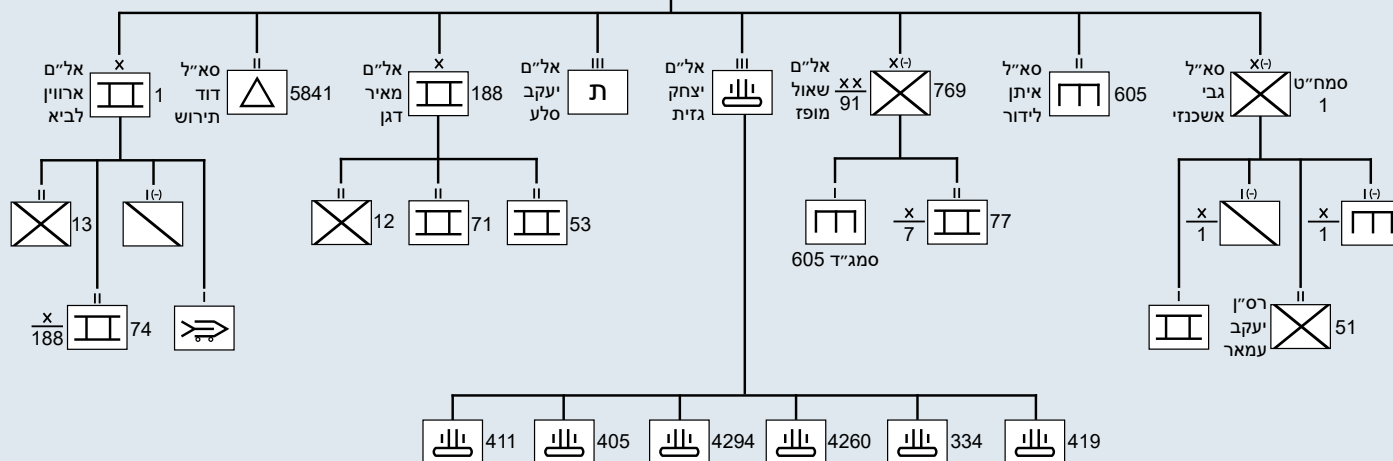 סמח״ט
1
סא״ל
גבי
אשכנזי
605
סא״ל
איתן
לידור
769
xx
91
אל״ם
שאול
מופז
אל״ם
יצחק
גזית
ת
אל״ם
יעקב
סלע
188
אל״ם
מאיר
דגן
5841
סא״ל
דוד
תירוש
1
אל״ם
ארווין
לביא
x
1
x
1
51
רס״ן
יעקב
עמאר
77
x
7
סמג״ד 605
53
71
12
13
74
x
188
419
334
4260
4294
405
411